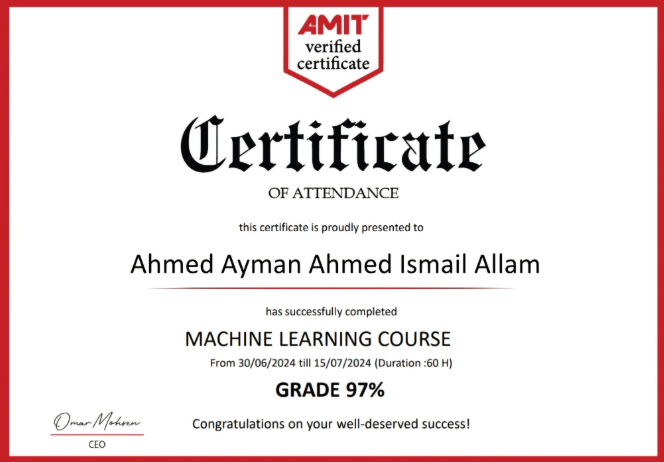 AMIT
verified
certificate
Certificate
OF ATTENDANCE
this certificate is proudly presented to
Ahmed Ayman Ahmed Ismail Allam
has successfully completed
MACHINE LEARNING COURSE
From 30/06/2024 till 15/07/2024 (Duration :60 H)
GRADE 97%
Omar Mohsen
Congratulations on your well-deserved success!
CEO